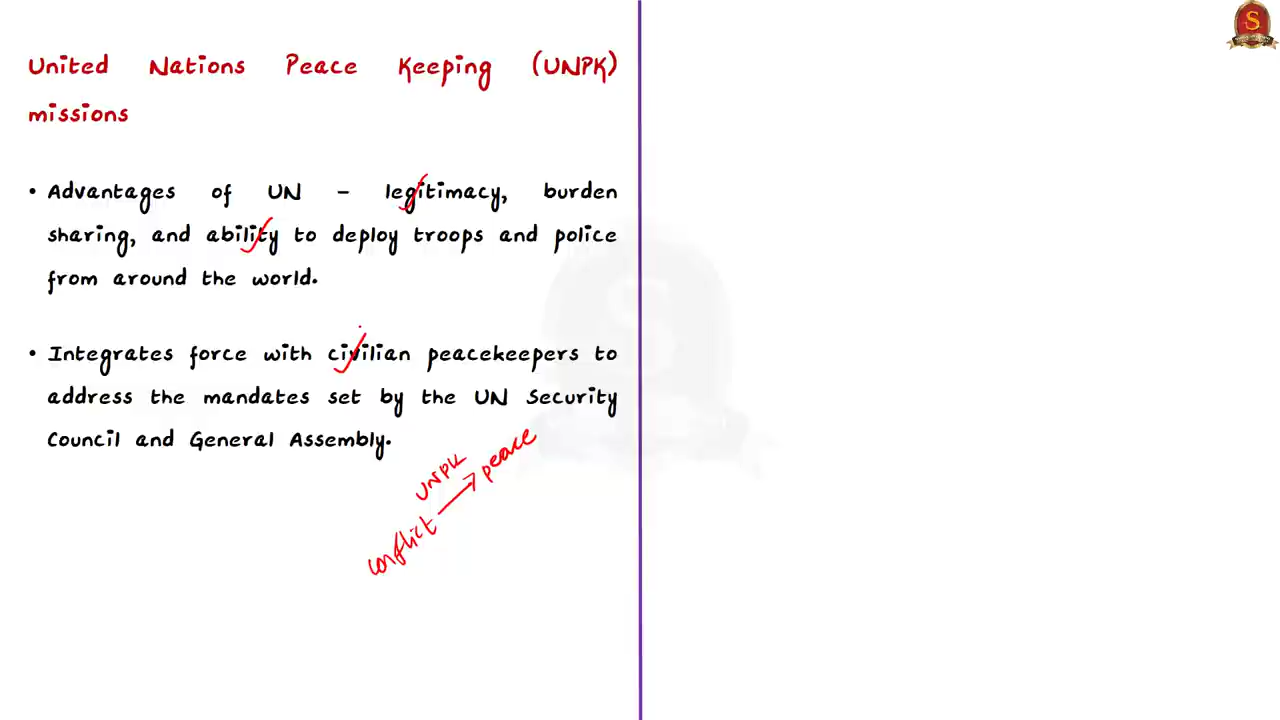 United Nations Peace Keeping (UNPK)
missions
• Advantages of UN – legitimacy, burden
sharing, and ability to deploy troops and police
from around the world.
• Integrates force with civilian peacekeepers to
address the mandates set by the UN Security
Council and General Assembly.
UNPK
conflict → peace
S